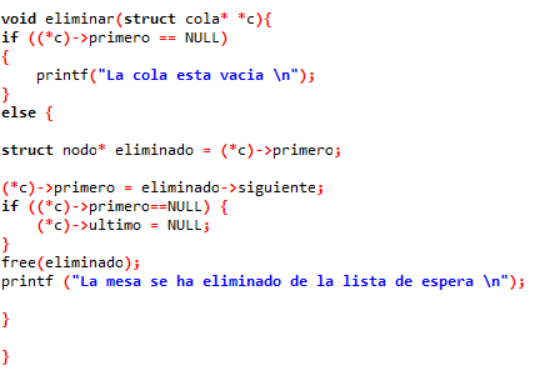 void eliminar(struct cola* *c){
if ((*c)->primero == NULL)
{
printf("La cola esta vacia \n");
}
else {
struct nodo* eliminado = (*c)->primero;
(*c)->primero = eliminado->siguiente;
if ((*c)->primero==NULL) {
(*c)->ultimo = NULL;
}
free(eliminado);
printf ("La mesa se ha eliminado de la lista de espera \n");
}
}